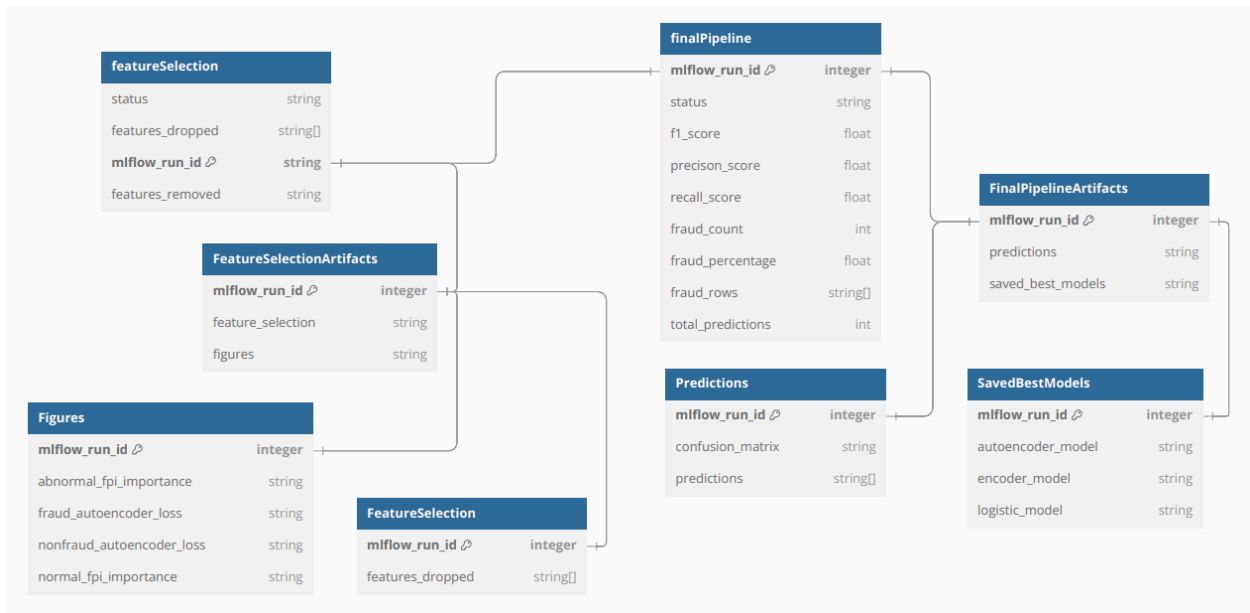 featureSelection
status string
features_dropped string[]
mlflow_run_id string
features_removed string
FeatureSelectionArtifacts
mlflow_run_id integer
feature_selection string
figures string
Figures
mlflow_run_id integer
abnormal_fpi_importance string
fraud_autoencoder_loss string
nonfraud_autoencoder_loss string
normal_fpi_importance string
FeatureSelection
mlflow_run_id integer
features_dropped string[]
finalPipeline
mlflow_run_id integer
status string
f1_score float
precison_score float
recall_score float
fraud_count int
fraud_percentage float
fraud_rows string[]
total_predictions int
Predictions
mlflow_run_id integer
confusion_matrix string
predictions string[]
FinalPipelineArtifacts
mlflow_run_id integer
predictions string
saved_best_models string
SavedBestModels
mlflow_run_id integer
autoencoder_model string
encoder_model string
logistic_model string